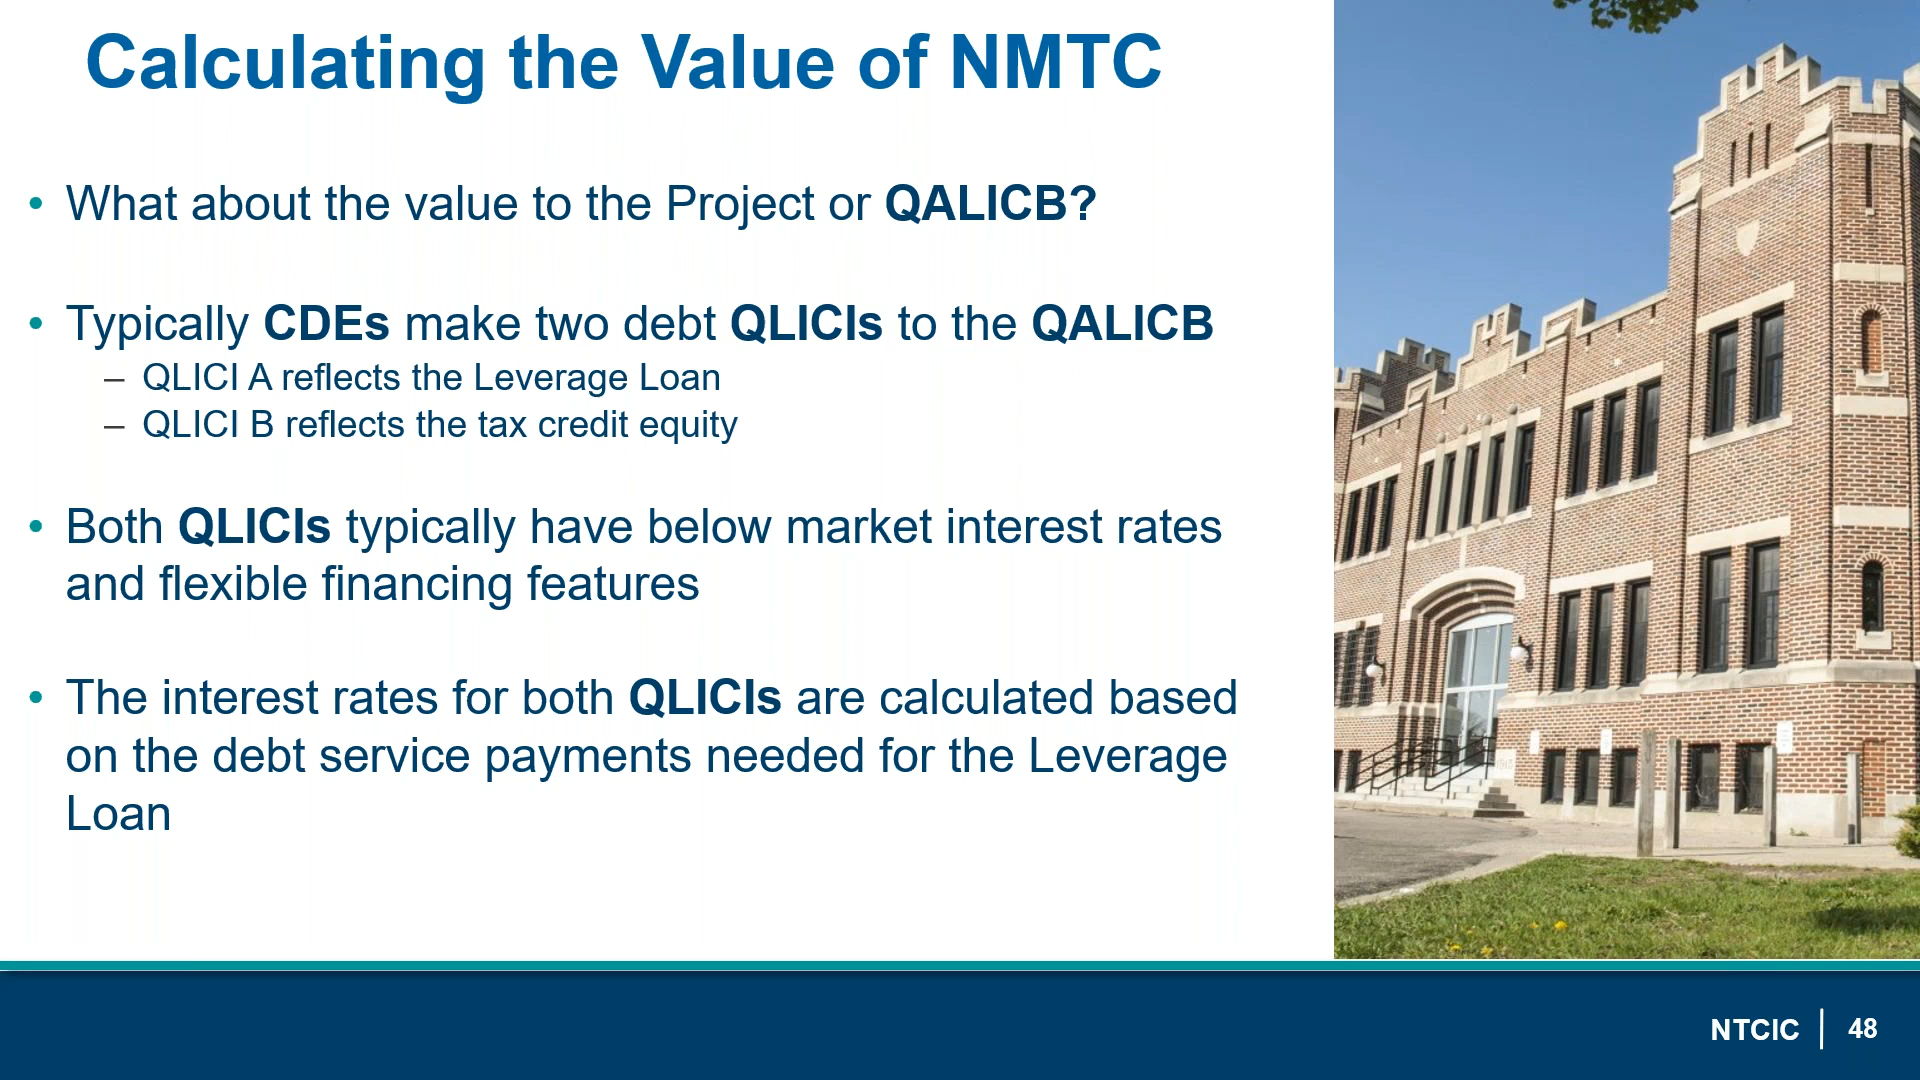 Calculating the Value of NMTC
• What about the value to the Project or QALICB?
• Typically CDEs make two debt QLICIs to the QALICB
– QLICI A reflects the Leverage Loan
– QLICI B reflects the tax credit equity
• Both QLICIs typically have below market interest rates
and flexible financing features
• The interest rates for both QLICIs are calculated based
on the debt service payments needed for the Leverage
Loan
NTCIC | 48